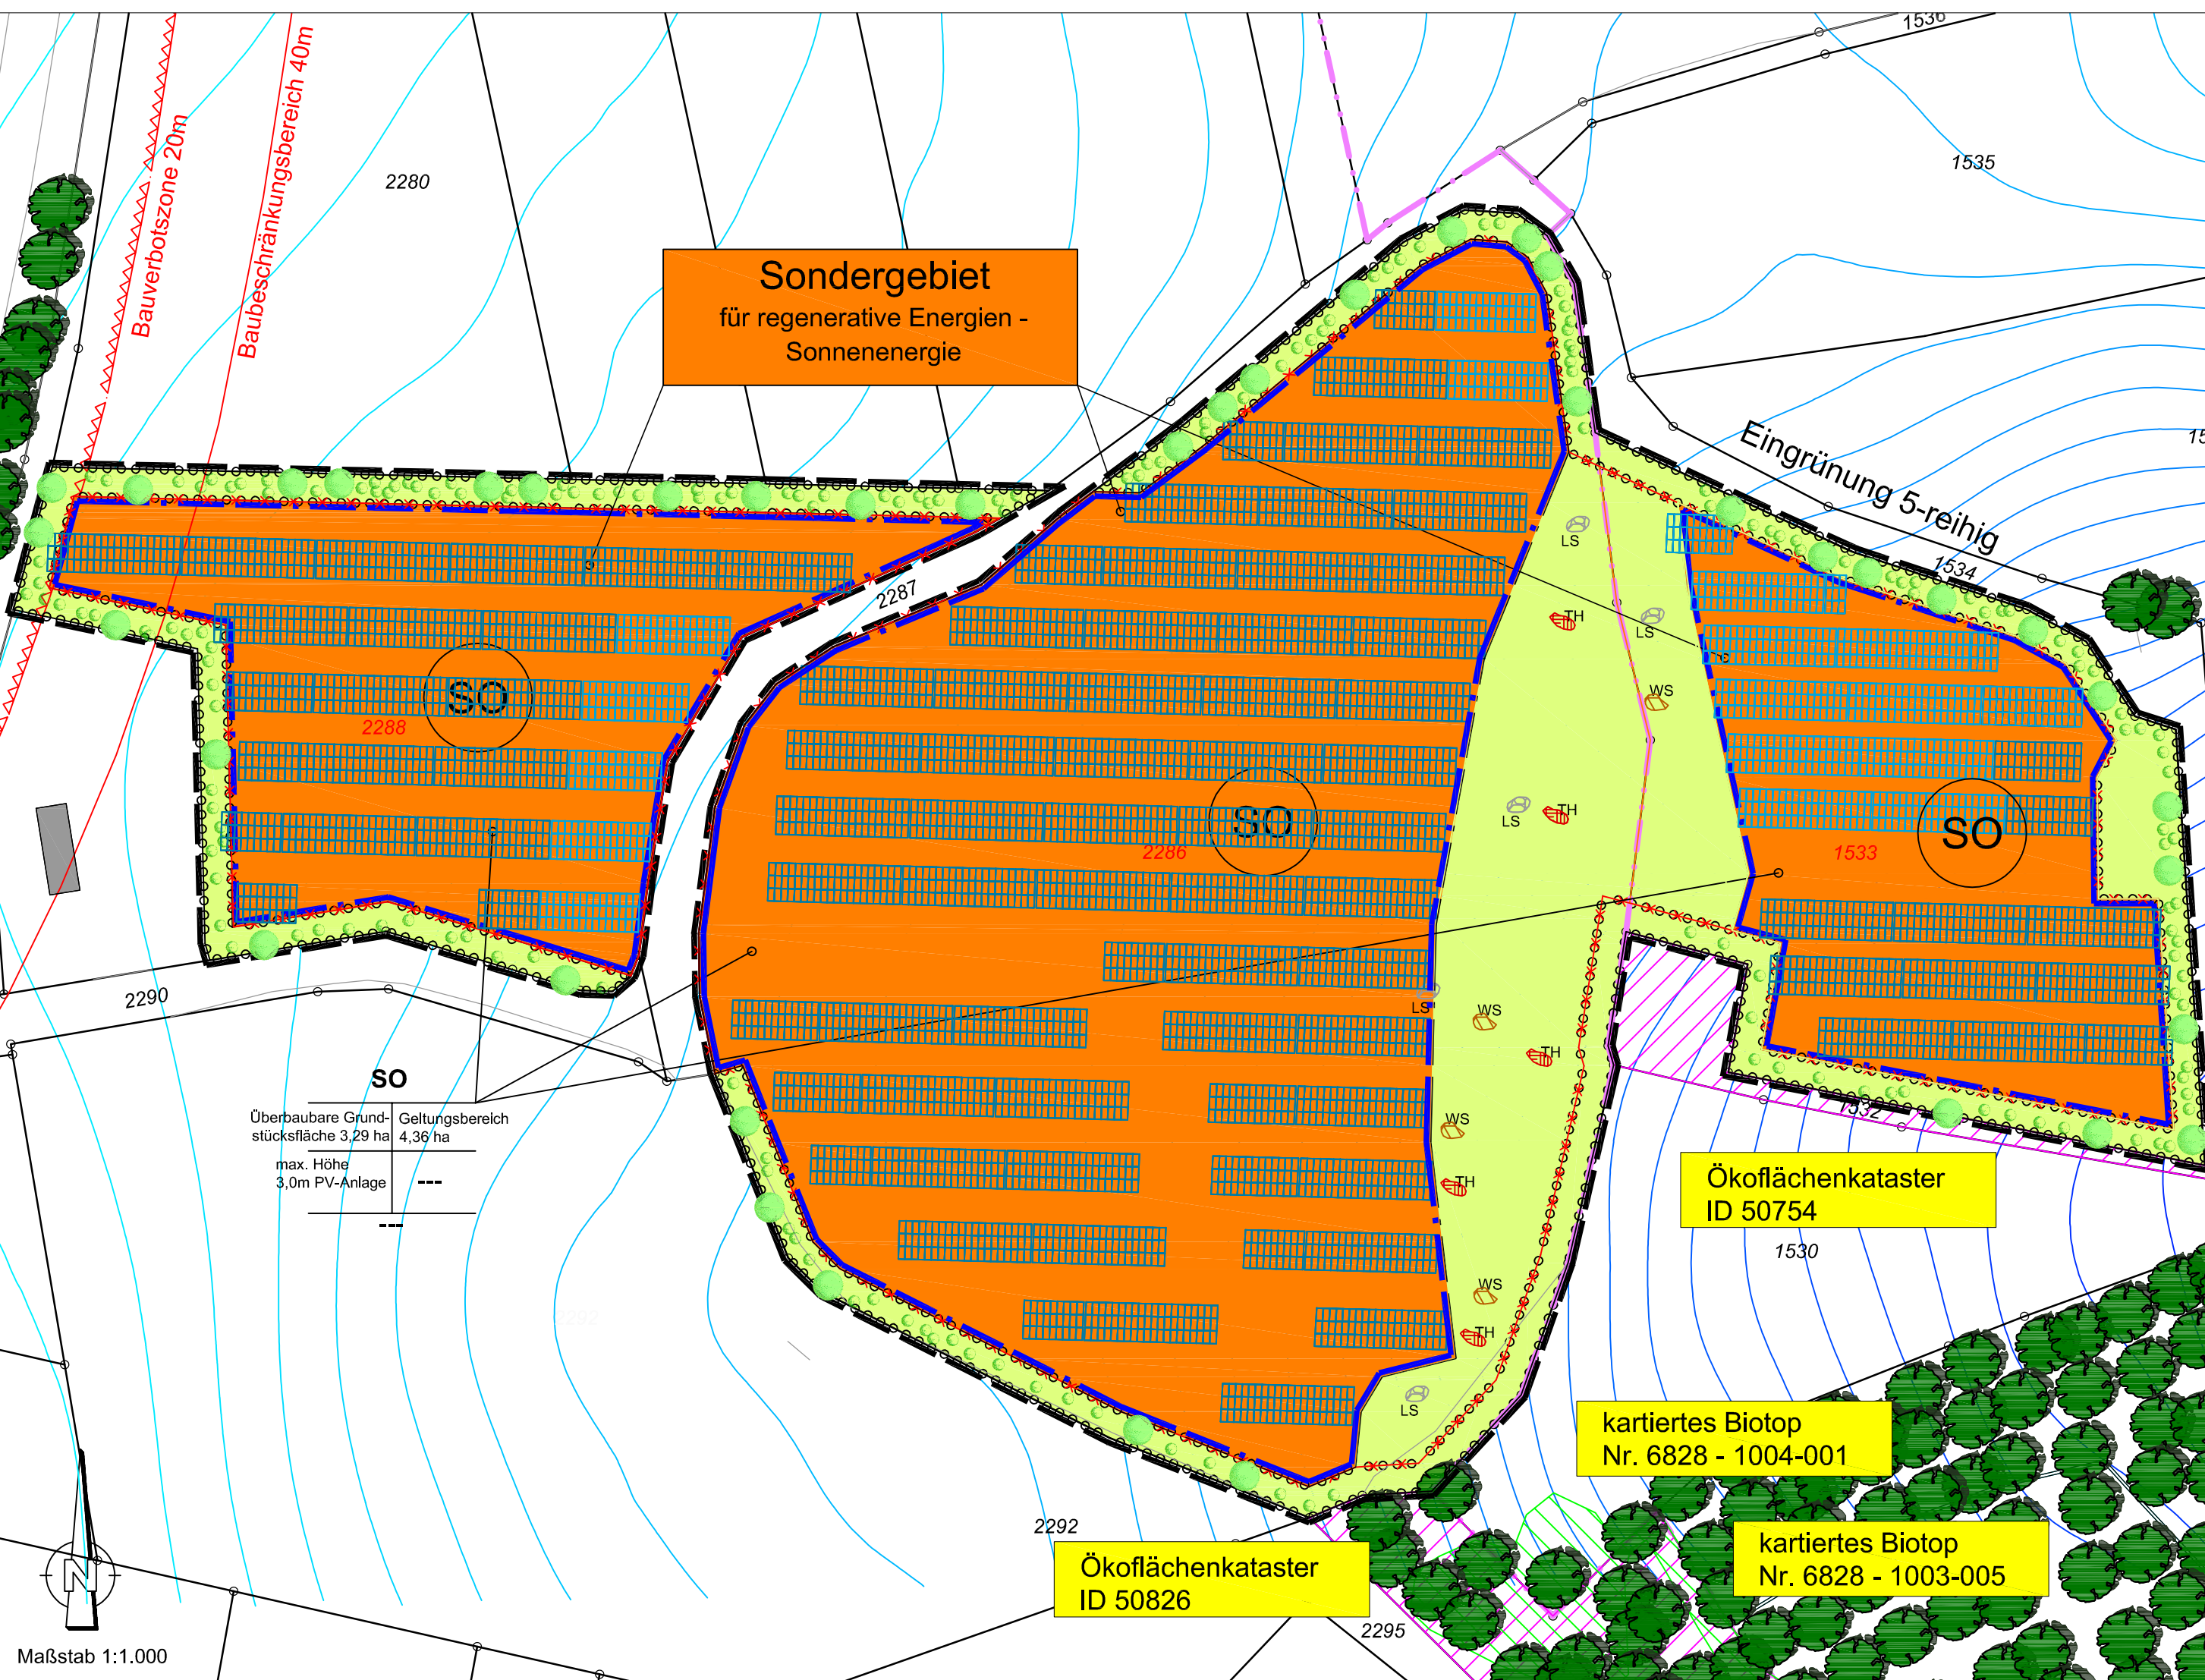 1536
Bauverbotszone 20m
Baubeschränkungsbereich 40m
2280
1535
Sondergebiet
für regenerative Energien -
Sonnenenergie
Eingrünung 5-reihig
1534
2287
LS
TH
LS
WS
SO
2288
LS
TH
SO
2286
SO
1533
2290
LS
WS
TH
SO
Überbaubare Grund-
stücksfläche 3,29 ha
Geltungsbereich
4,36 ha
max. Höhe
3,0m PV-Anlage
---
---
WS
TH
1532
Ökoflächenkataster
ID 50754
1530
WS
TH
2292
LS
kartiertes Biotop
Nr. 6828 - 1004-001
2292
kartiertes Biotop
Nr. 6828 - 1003-005
Ökoflächenkataster
ID 50826
2295
N
Maßstab 1:1.000